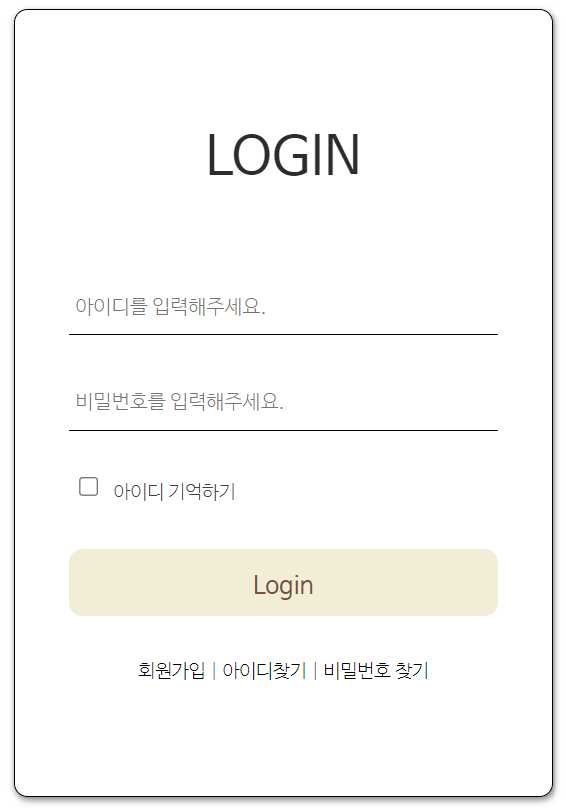 LOGIN
아이디를 입력해주세요.
비밀번호를 입력해주세요.
아이디 기억하기
Login
회원가입 | 아이디찾기 | 비밀번호 찾기